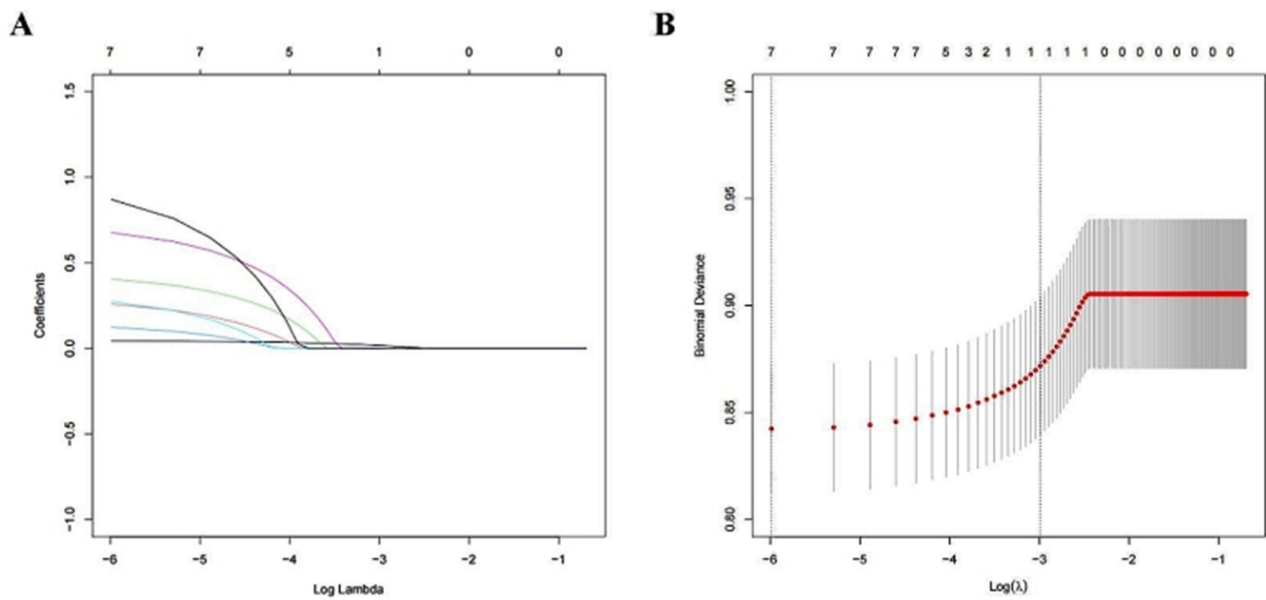 A
7 7 5 1 0 0
1.5
1.0
0.5
0.0
−0.5
−1.0
Coefficients
−6 −5 −4 −3 −2 −1
Log Lambda
B
7 7 7 7 7 5 3 2 1 1 1 1 1 0 0 0 0 0 0 0 0
1.00
0.95
0.90
0.85
0.80
Binomial Deviance
−6 −5 −4 −3 −2 −1
Log(λ)